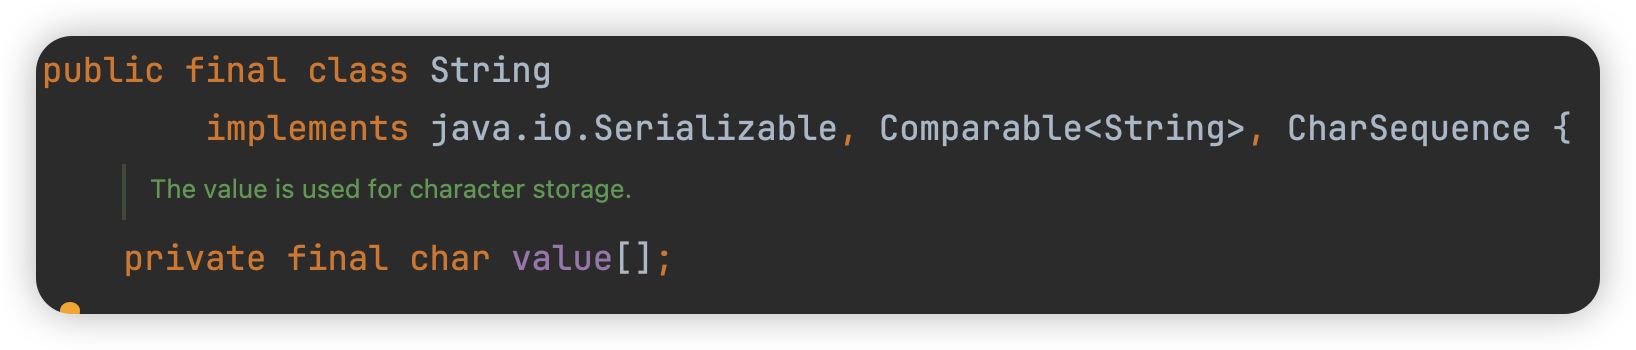 public final class String
implements java.io.Serializable, Comparable<String>, CharSequence {
The value is used for character storage.
private final char value[];